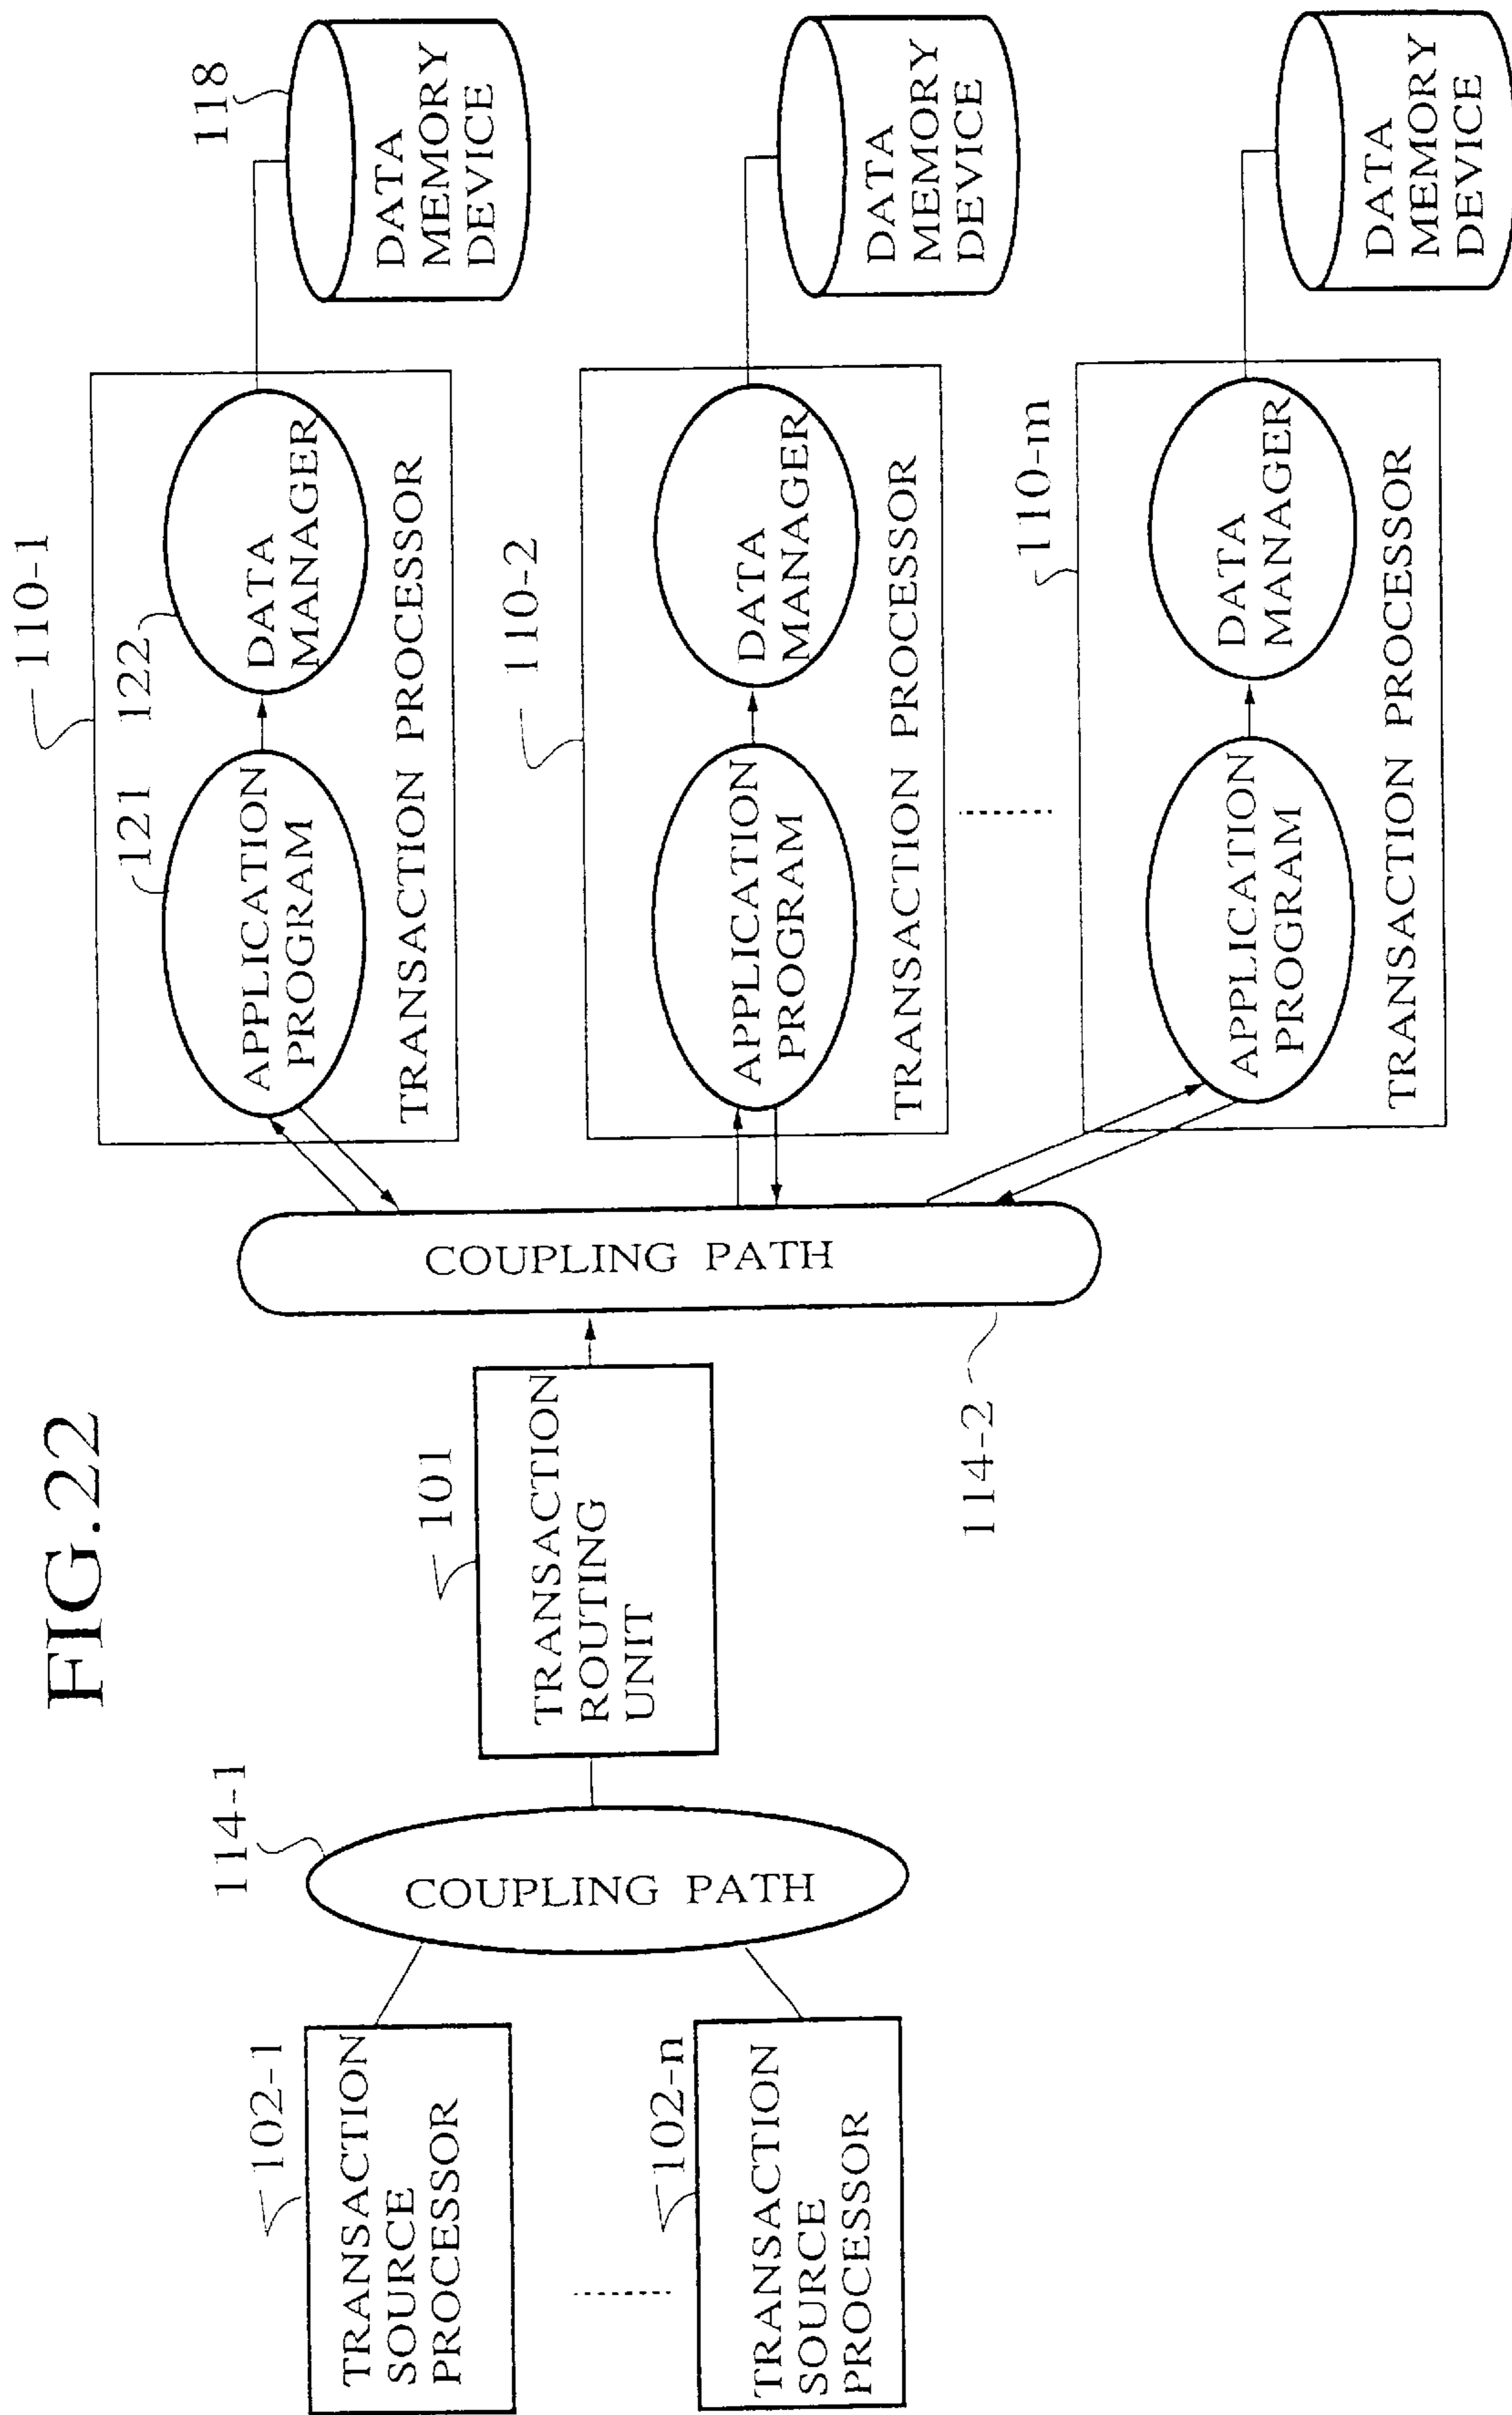 FIG.22
102-1
TRANSACTION
SOURCE
PROCESSOR
102-n
TRANSACTION
SOURCE
PROCESSOR
114-1
COUPLING PATH
101
TRANSACTION
ROUTING
UNIT
COUPLING PATH
114-2
110-1
121
122
APPLICATION
PROGRAM
DATA
MANAGER
TRANSACTION PROCESSOR
118
DATA
MEMORY
DEVICE
110-2
APPLICATION
PROGRAM
DATA
MANAGER
TRANSACTION PROCESSOR
DATA
MEMORY
DEVICE
110-m
APPLICATION
PROGRAM
DATA
MANAGER
TRANSACTION PROCESSOR
DATA
MEMORY
DEVICE